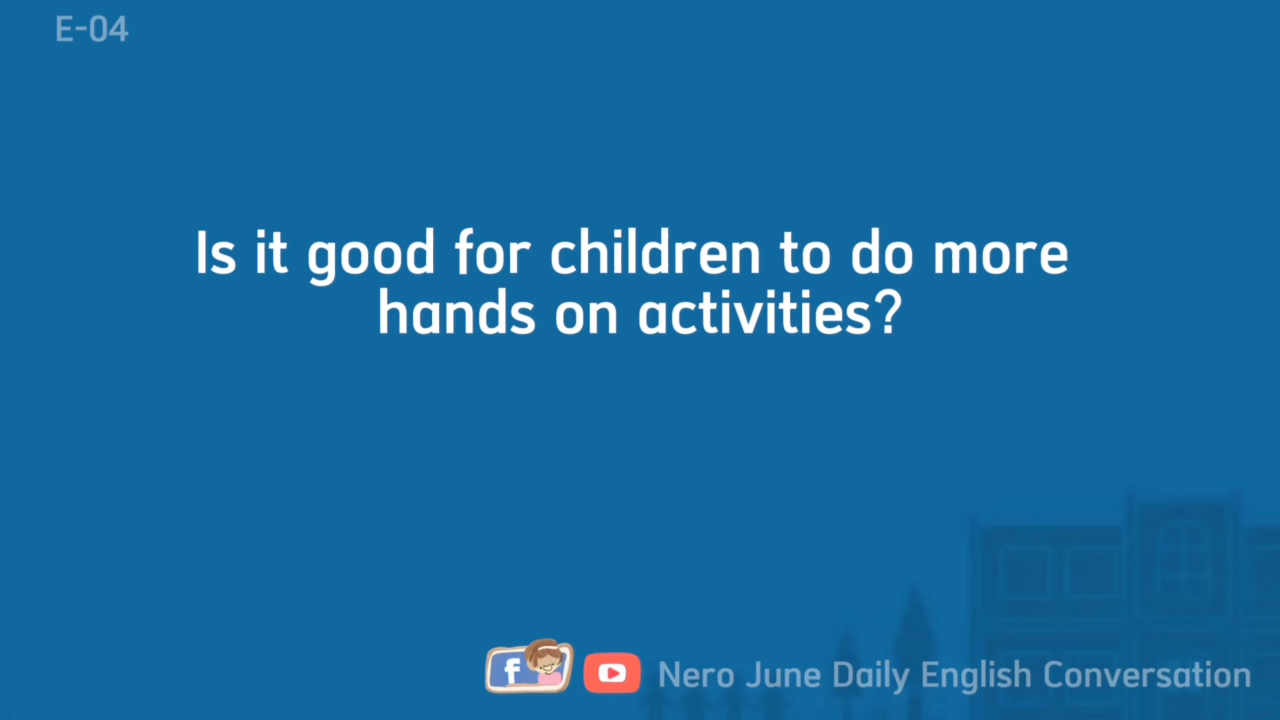 E-04
Is it good for children to do more
hands on activities?
f
Nero June Daily English Conversation